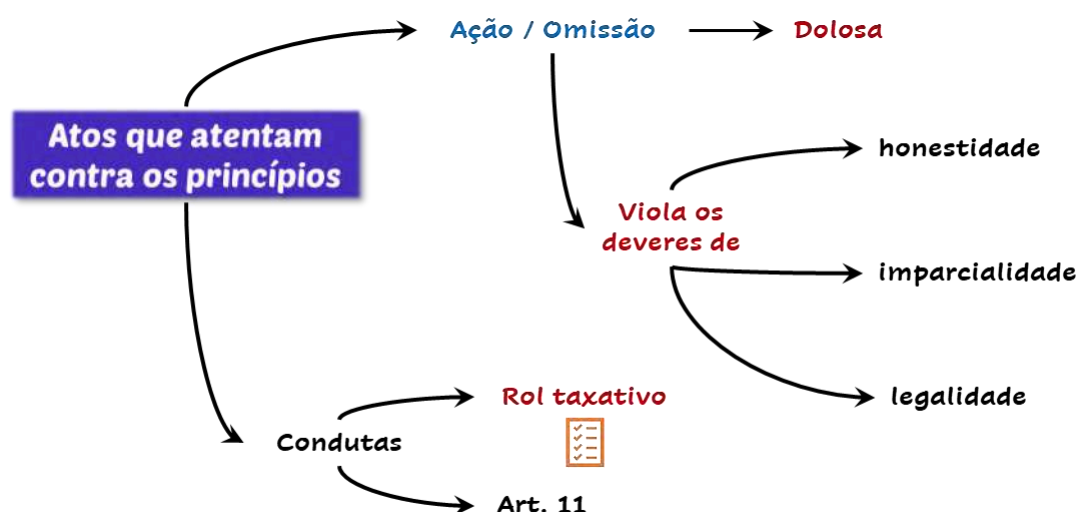 Ação / Omissão
Dolosa
Atos que atentam
contra os princípios
honestidade
Viola os
deveres de
imparcialidade
Rol taxativo
legalidade
Condutas
Art. 11